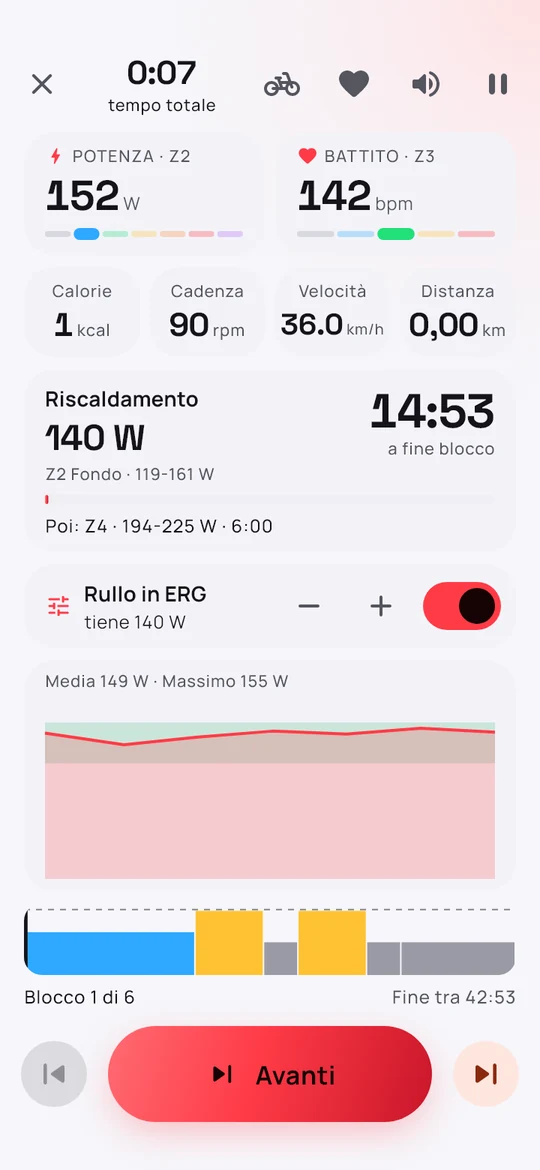 0:07
tempo totale
POTENZA · Z2
152 W
BATTITO · Z3
142 bpm
Calorie
1 kcal
Cadenza
90 rpm
Velocità
36.0 km/h
Distanza
0,00 km
Riscaldamento
140 W
Z2 Fondo · 119-161 W
14:53
a fine blocco
Poi: Z4 · 194-225 W · 6:00
Rullo in ERG
tiene 140 W
Media 149 W · Massimo 155 W
Blocco 1 di 6
Fine tra 42:53
Avanti